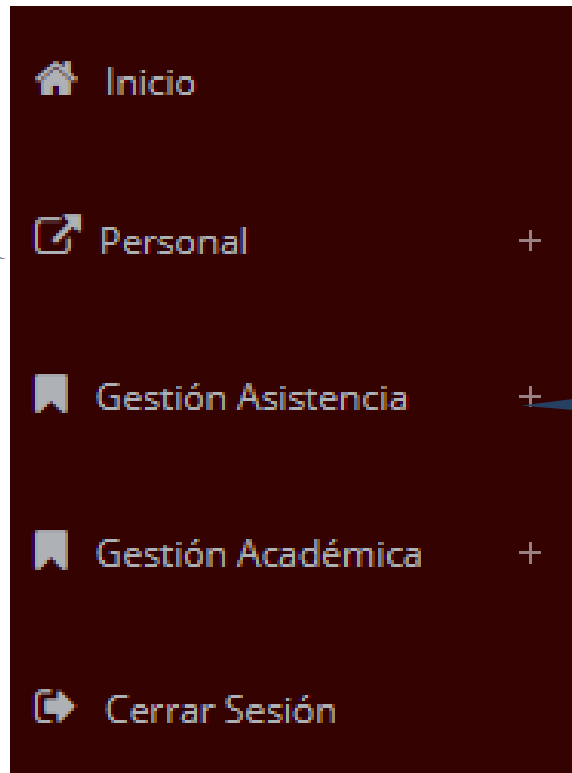 Inicio
Personal +
Gestión Asistencia +
Gestión Académica +
Cerrar Sesión